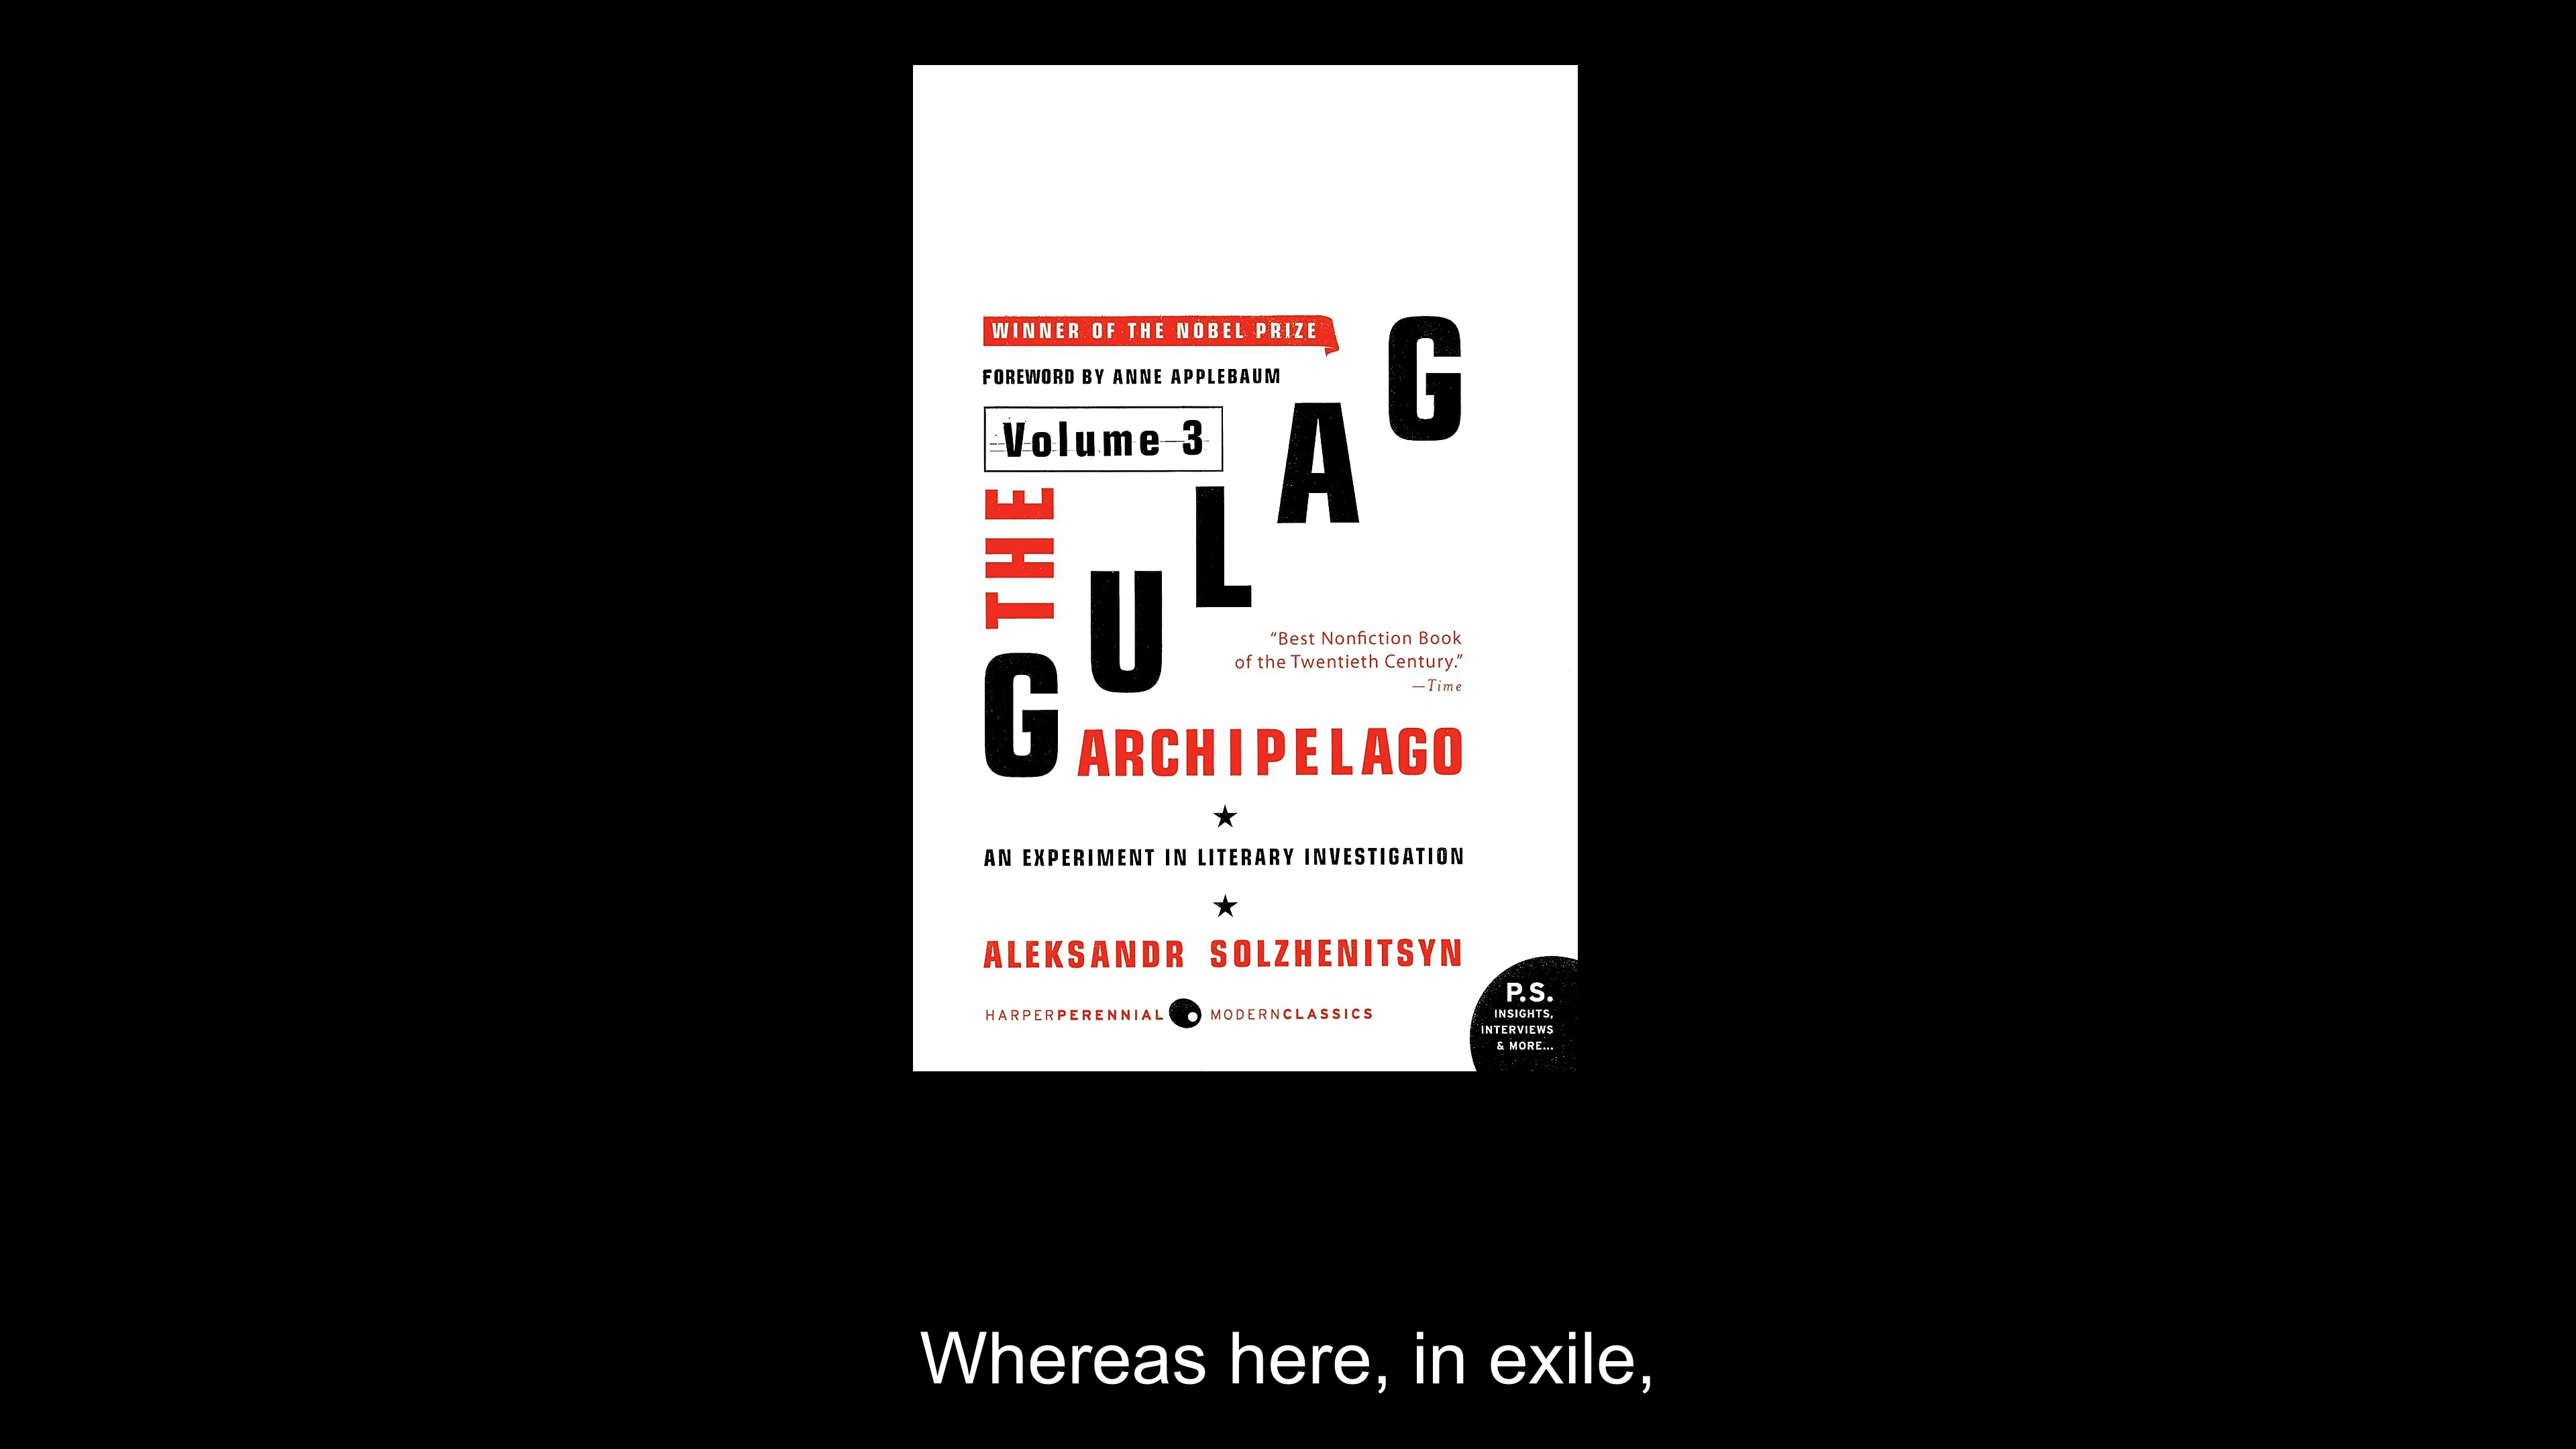 WINNER OF THE NOBEL PRIZE
FOREWORD BY ANNE APPLEBAUM
Volume 3
THE
GULAG
ARCHIPELAGO
"Best Nonfiction Book
of the Twentieth Century."
—Time
AN EXPERIMENT IN LITERARY INVESTIGATION
ALEKSANDR SOLZHENITSYN
HARPERPERENNIAL MODERNCLASSICS
P.S.
INSIGHTS,
INTERVIEWS
& MORE...
Whereas here, in exile,